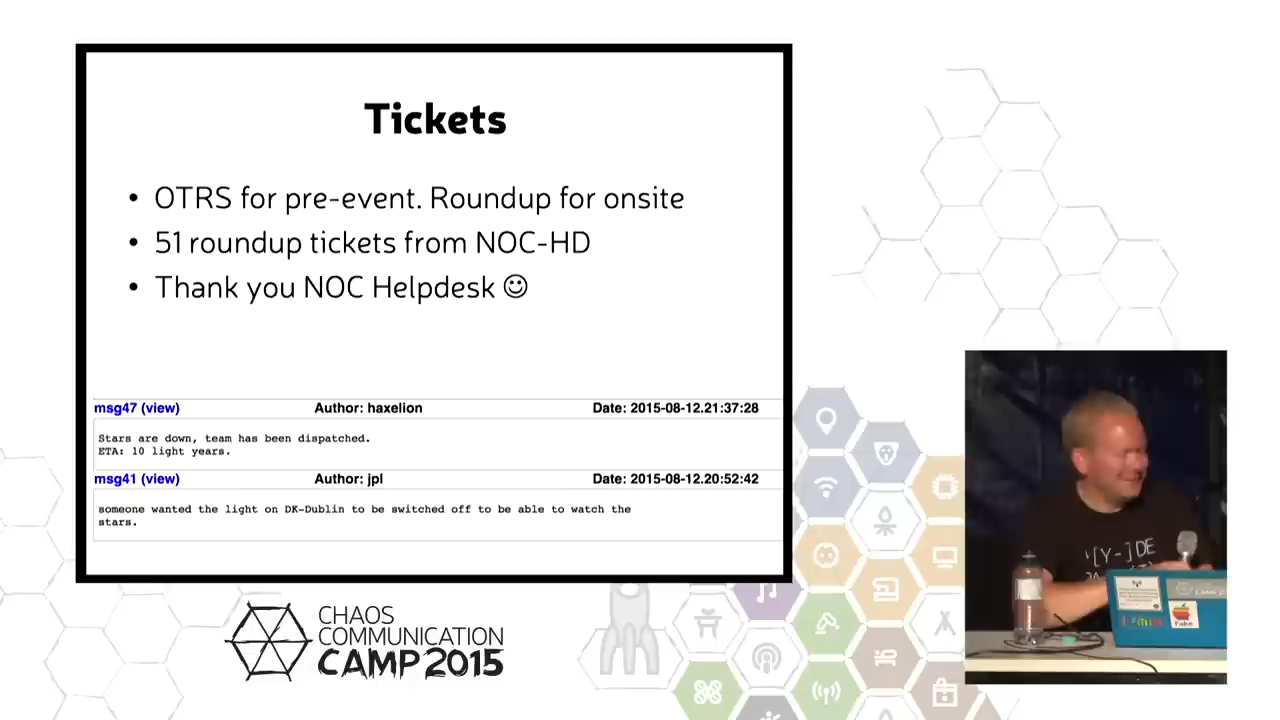 Tickets
• OTRS for pre-event. Roundup for onsite
• 51 roundup tickets from NOC-HD
• Thank you NOC Helpdesk ☺
msg47 (view) Author: haxelion Date: 2015-08-12.21:37:28
Stars are down, team has been dispatched.
ETA: 10 light years.
msg41 (view) Author: jpl Date: 2015-08-12.20:52:42
someone wanted the light on DK-Dublin to be switched off to be able to watch the
stars.
CHAOS
COMMUNICATION
CAMP 2015
[Y-]DE
Fake